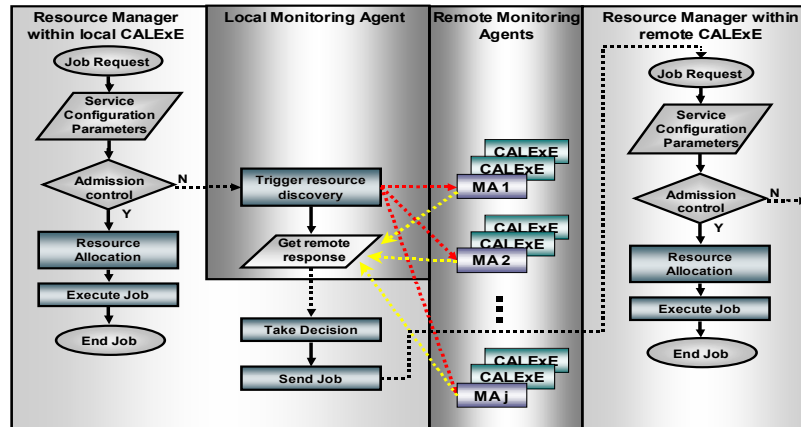 Resource Manager
within local CALExE
Job Request
Service
Configuration
Parameters
Admission
control
N
Y
Resource
Allocation
Execute Job
End Job
Local Monitoring Agent
Trigger resource
discovery
Get remote
response
Take Decision
Send Job
Remote Monitoring
Agents
CALExE
CALExE
MA 1
CALExE
CALExE
MA 2
CALExE
CALExE
MA j
Resource Manager within
remote CALExE
Job Request
Service
Configuration
Parameters
Admission
control
N
Y
Resource
Allocation
Execute Job
End Job